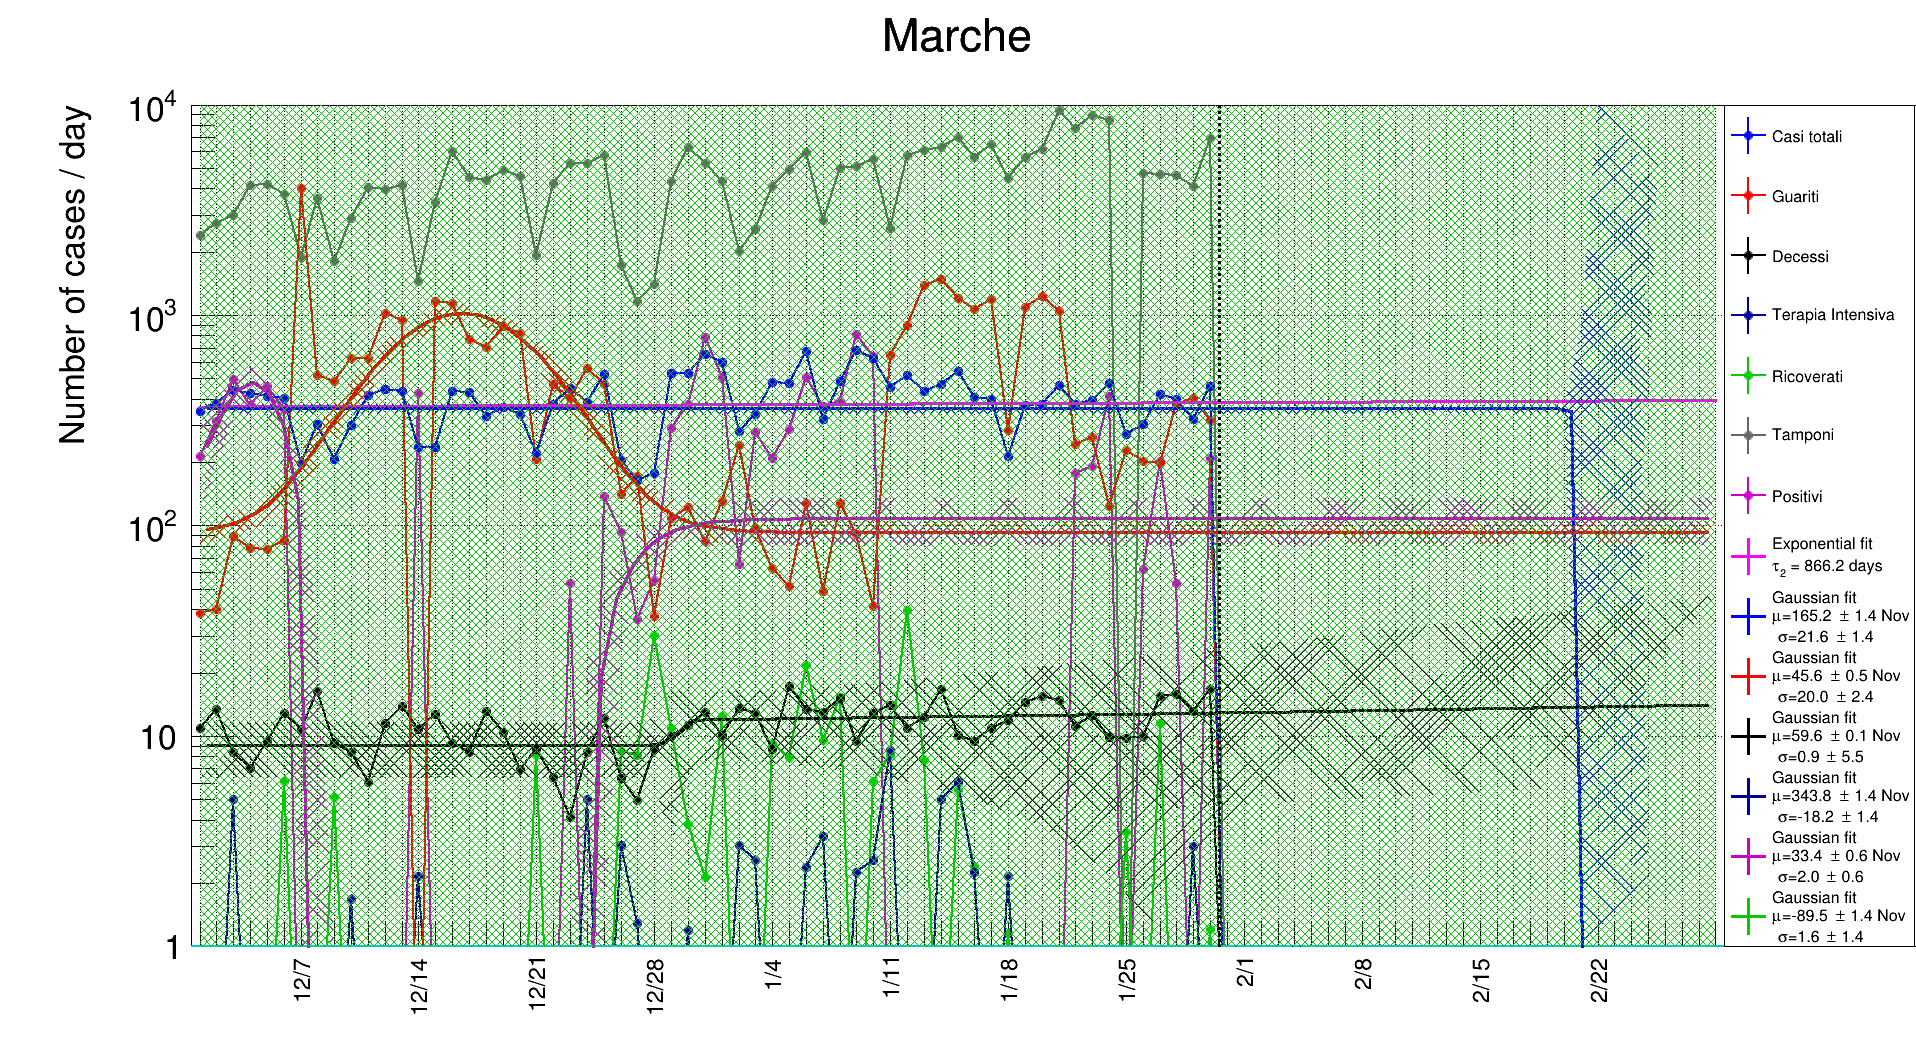 Marche
Number of cases / day
10^4
10^3
10^2
10
1
12/7
12/14
12/21
12/28
1/4
1/11
1/18
1/25
2/1
2/8
2/15
2/22
Casi totali
Guariti
Decessi
Terapia Intensiva
Ricoverati
Tamponi
Positivi
Exponential fit
τ_2 = 866.2 days
Gaussian fit
μ=165.2 ± 1.4 Nov
σ=21.6 ± 1.4
Gaussian fit
μ=45.6 ± 0.5 Nov
σ=20.0 ± 2.4
Gaussian fit
μ=59.6 ± 0.1 Nov
σ=0.9 ± 5.5
Gaussian fit
μ=343.8 ± 1.4 Nov
σ=-18.2 ± 1.4
Gaussian fit
μ=33.4 ± 0.6 Nov
σ=2.0 ± 0.6
Gaussian fit
μ=-89.5 ± 1.4 Nov
σ=1.6 ± 1.4